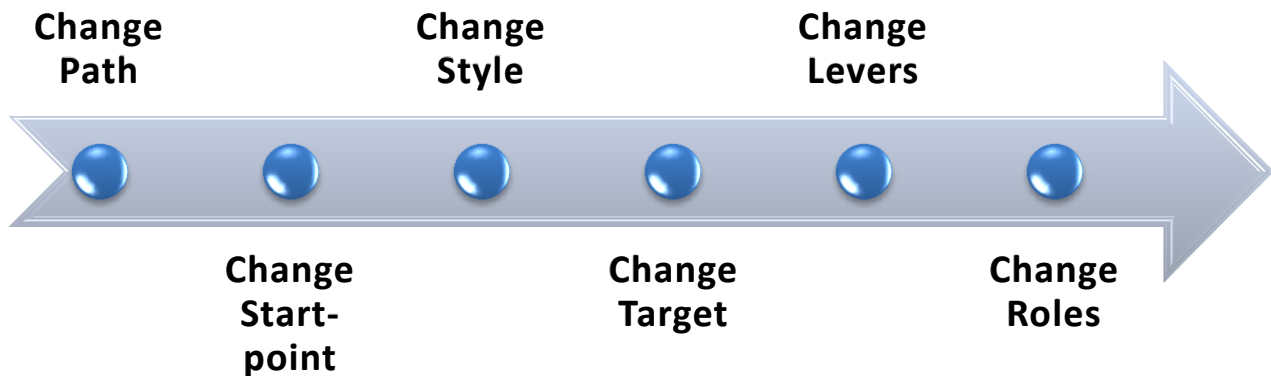 Change
Path
Change
Start-
point
Change
Style
Change
Target
Change
Levers
Change
Roles